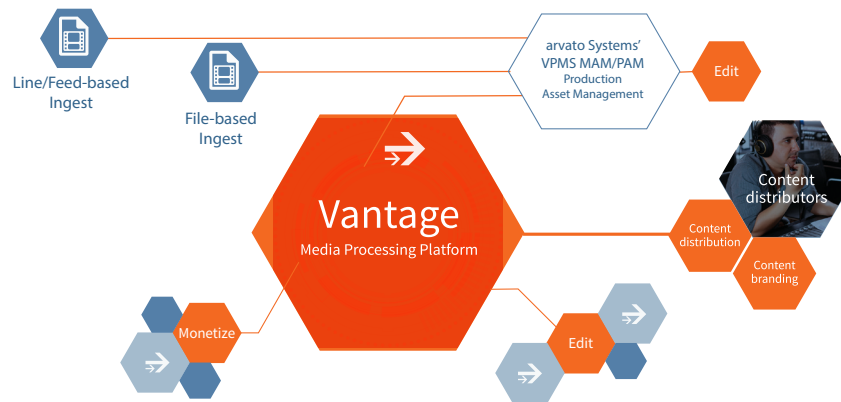 Line/Feed-based
Ingest
File-based
Ingest
arvato Systems’
VPMS MAM/PAM
Production
Asset Management
Edit
Vantage
Media Processing Platform
Content
distributors
Content
distribution
Content
branding
Monetize
Edit